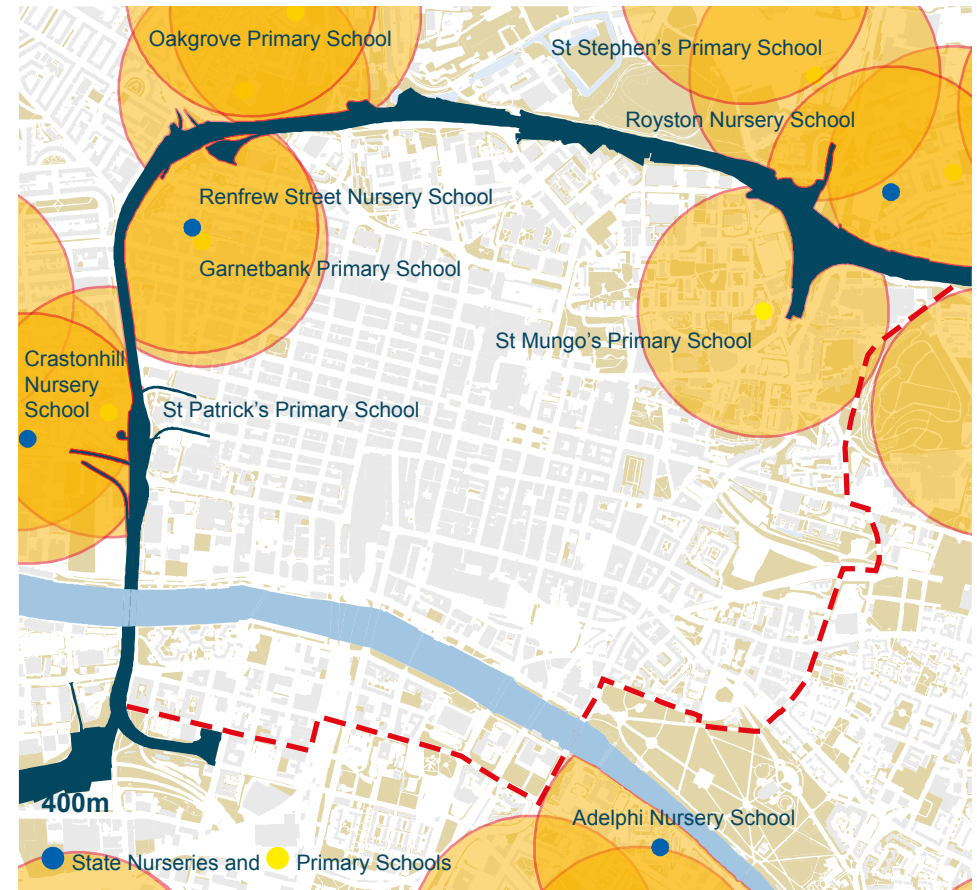 Oakgrove Primary School
St Stephen's Primary School
Royston Nursery School
Renfrew Street Nursery School
Garnetbank Primary School
St Mungo's Primary School
Crastonhill
Nursery
School
St Patrick's Primary School
400m
Adelphi Nursery School
State Nurseries and Primary Schools